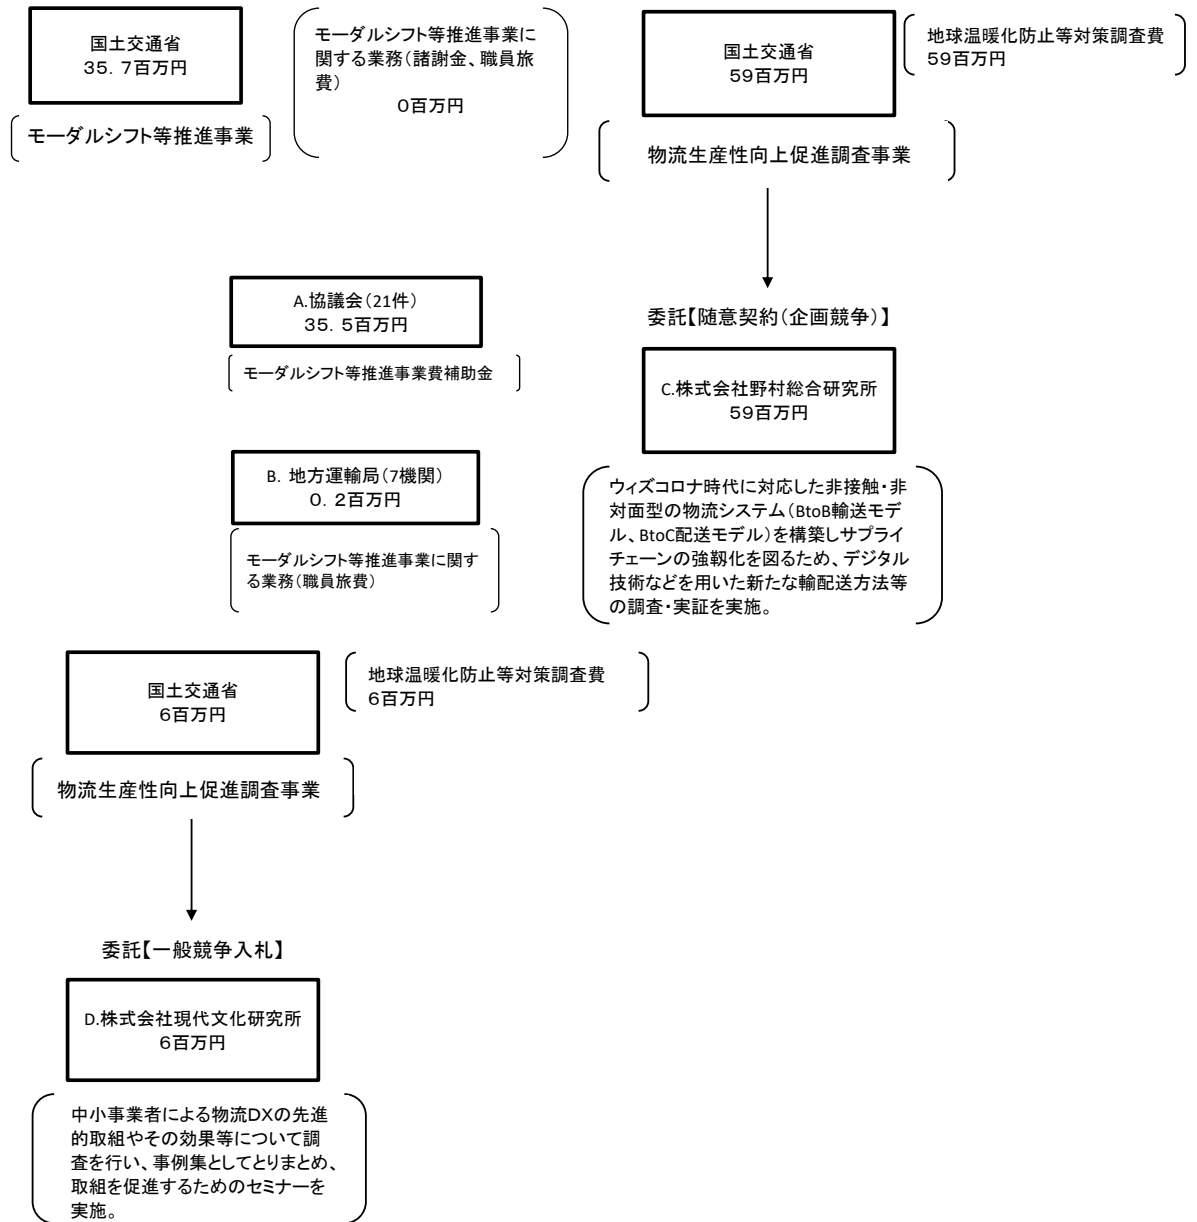 国土交通省
35．7百万円
モーダルシフト等推進事業
モーダルシフト等推進事業に
関する業務（諸謝金、職員旅
費）
0百万円
国土交通省
59百万円
地球温暖化防止等対策調査費
59百万円
物流生産性向上促進調査事業
A.協議会（21件）
35．5百万円
モーダルシフト等推進事業費補助金
委託【随意契約（企画競争）】
C.株式会社野村総合研究所
59百万円
B．地方運輸局（7機関）
0．2百万円
モーダルシフト等推進事業に関す
る業務（職員旅費）
ウィズコロナ時代に対応した非接触・非
対面型の物流システム（BtoB輸送モデ
ル、BtoC配送モデル）を構築しサプライ
チェーンの強靱化を図るため、デジタル
技術などを用いた新たな輸配送方法等
の調査・実証を実施。
国土交通省
6百万円
地球温暖化防止等対策調査費
6百万円
物流生産性向上促進調査事業
委託【一般競争入札】
D.株式会社現代文化研究所
6百万円
中小事業者による物流DXの先進
的取組やその効果等について調
査を行い、事例集としてとりまとめ、
取組を促進するためのセミナーを
実施。